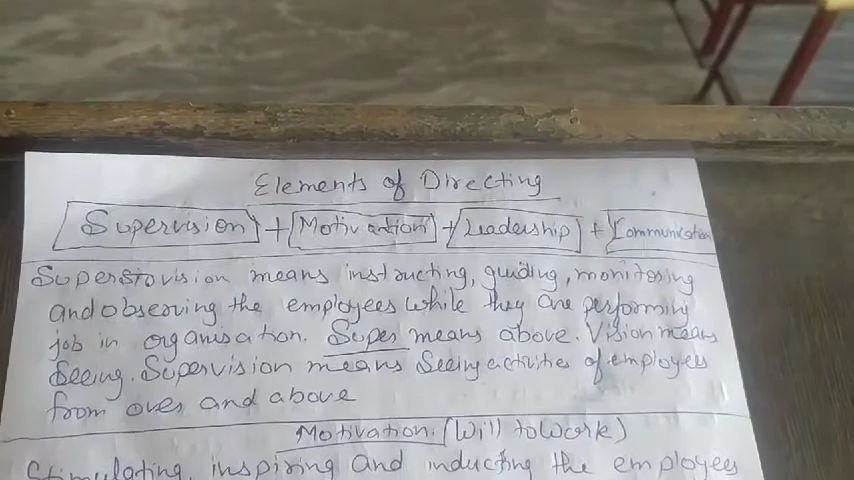 Elements of Directing
Supervision + Motivation + Leadership + Communication
Superstovision means instructing, guiding, monitoring
and observing the employees while they are performing
job in organisation. Super means above. Vision means
Seeing. Supervision means Seeing activities of employees
from over and above
Motivation. (Will to Work)
Stimulating, inspiring and inducting the employees